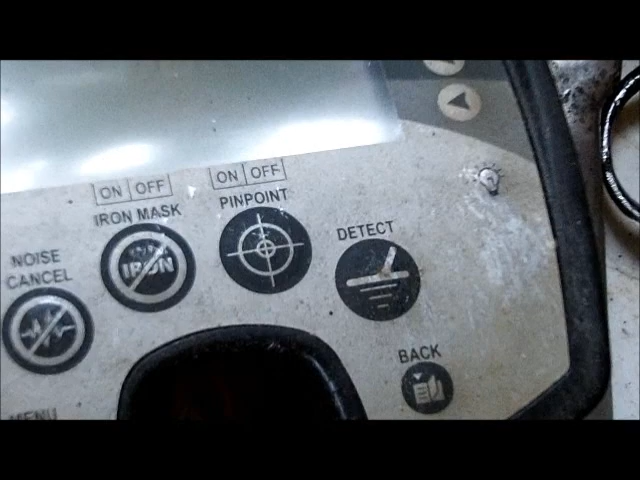 ON OFF
IRON MASK
IRON
ON OFF
PINPOINT
DETECT
NOISE
CANCEL
BACK
MENU